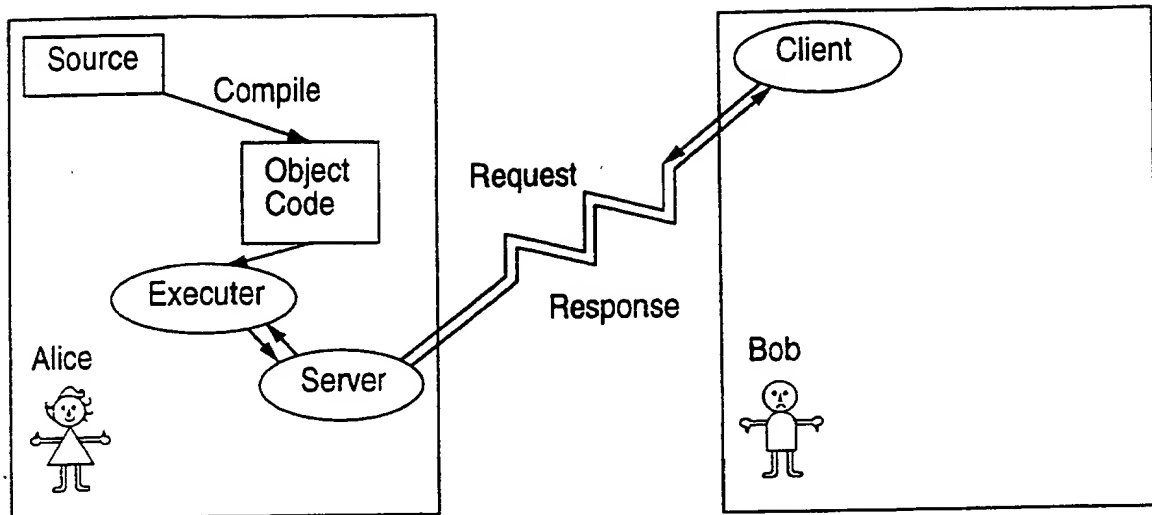 Source
Compile
Object
Code
Executer
Server
Alice
Request
Response
Client
Bob